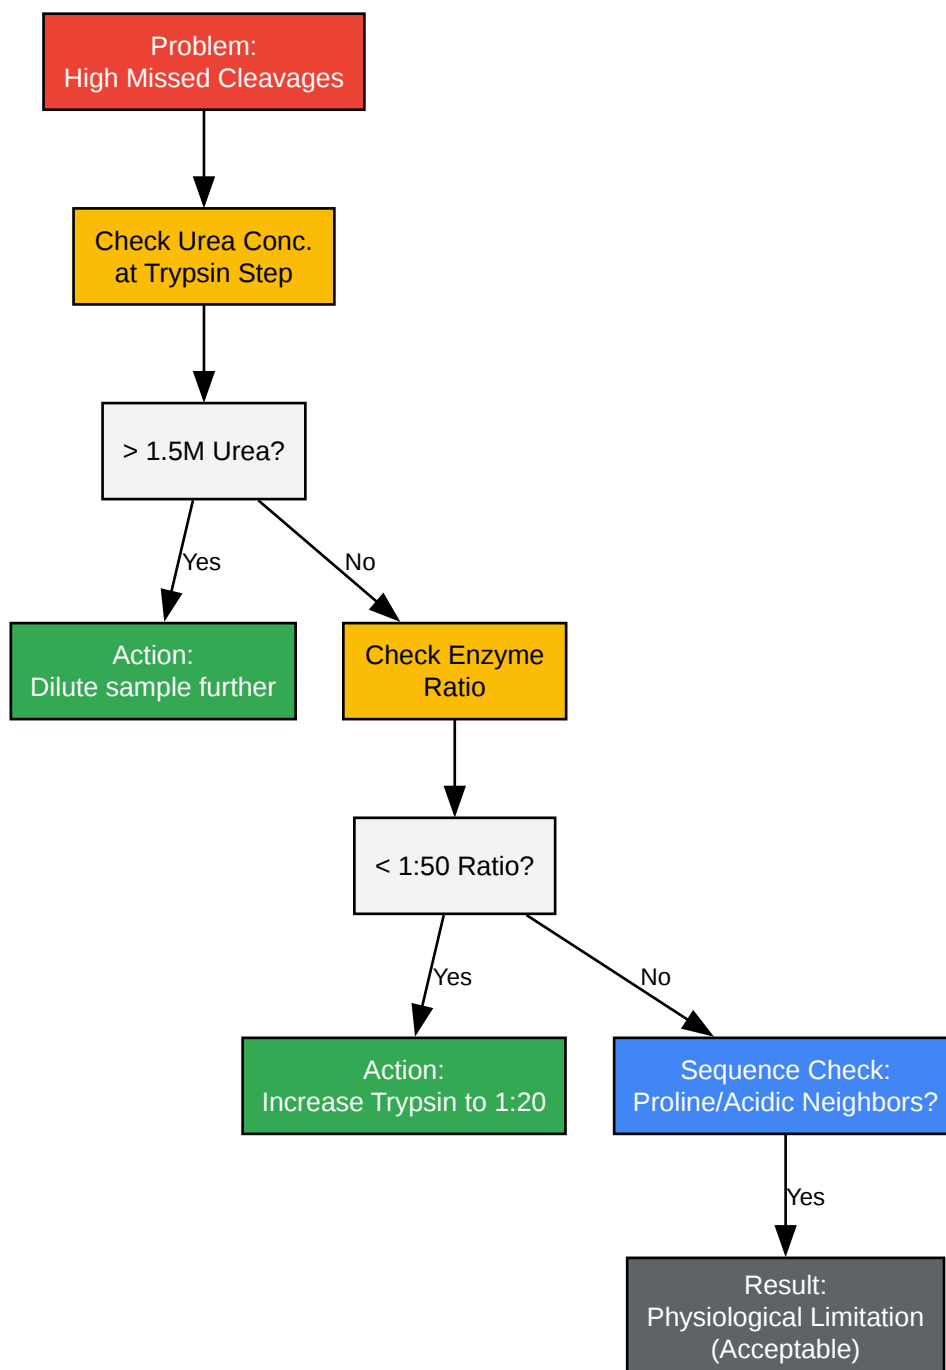 Problem:
High Missed Cleavages
Check Urea Conc.
at Trypsin Step
> 1.5M Urea?
Yes
No
Action:
Dilute sample further
Check Enzyme
Ratio
< 1:50 Ratio?
Yes
No
Action:
Increase Trypsin to 1:20
Sequence Check:
Proline/Acidic Neighbors?
Yes
Result:
Physiological Limitation
(Acceptable)